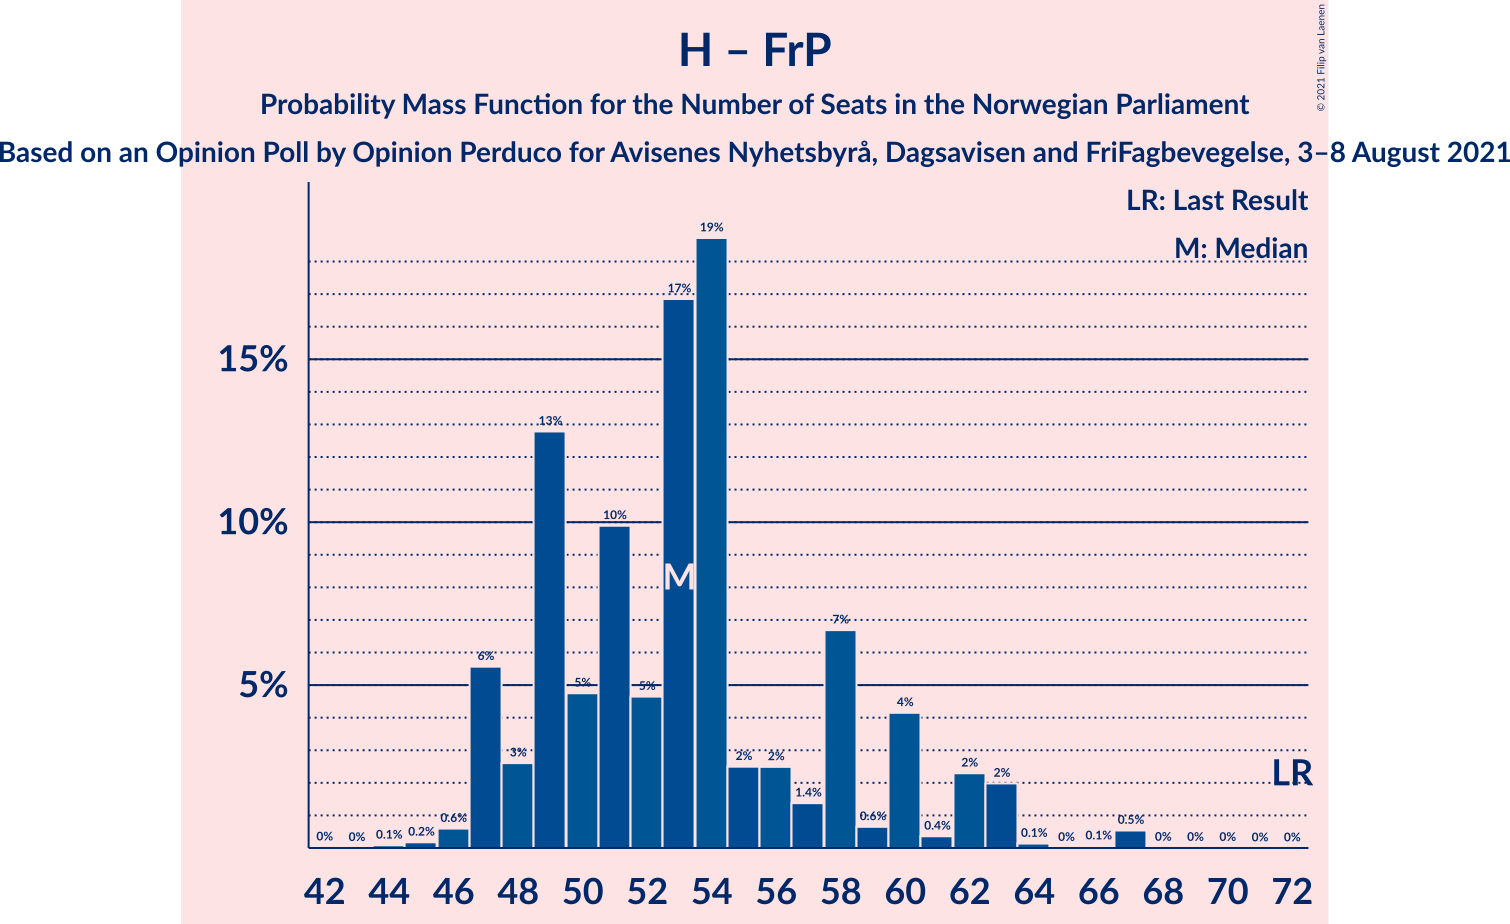 H – FrP
Probability Mass Function for the Number of Seats in the Norwegian Parliament
Based on an Opinion Poll by Opinion Perduco for Avisenes Nyhetsbyrå, Dagsavisen and FriFagbevegelse, 3–8 August 2021
© 2021 Filip van Laenen
LR: Last Result
M: Median
15%
10%
5%
0% 0% 0.1% 0.2% 0.6% 6% 3% 13% 5% 10% 5% 17% 19% 2% 2% 1.4% 7% 0.6% 4% 0.4% 2% 2% 0.1% 0% 0.1% 0.5% 0% 0% 0% 0% 0%
M
LR
42 44 46 48 50 52 54 56 58 60 62 64 66 68 70 72